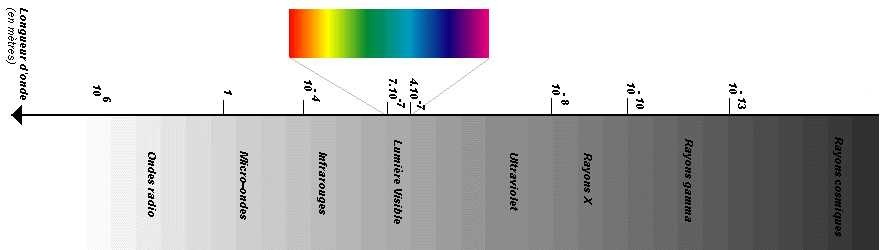 Longueur d'onde
(en mètres)
10 6
1
10 -4
7.10 -7
4.10 -7
10 -8
10 -10
10 -13
Ondes radio
Micro-ondes
Infrarouges
Lumière Visible
Ultraviolet
Rayons X
Rayons gamma
Rayons cosmiques